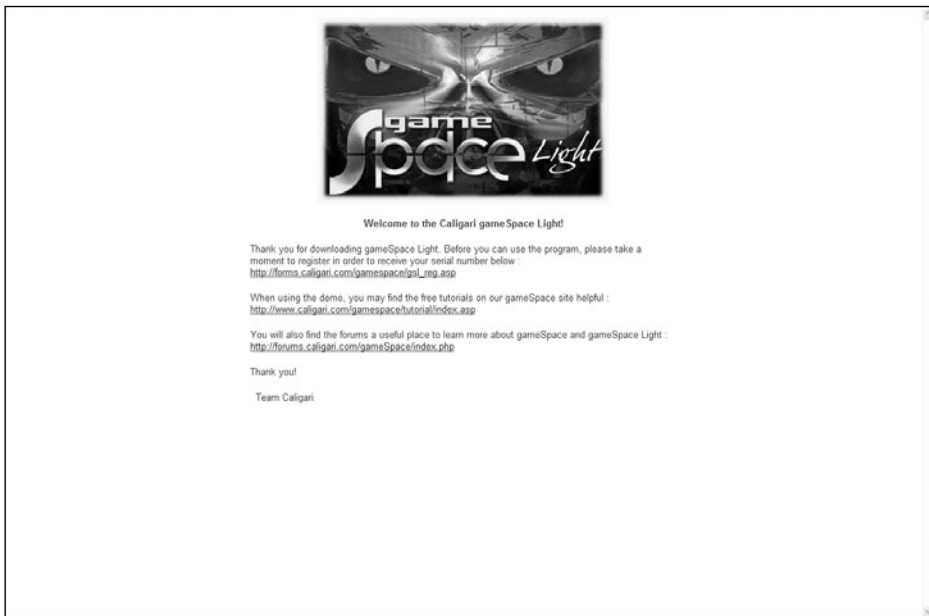 game
Space Light
Welcome to the Caligari gameSpace Light!
Thank you for downloading gameSpace Light. Before you can use the program, please take a
moment to register in order to receive your serial number below :
http://forms.caligari.com/gamespace/gsl_reg.asp
When using the demo, you may find the free tutorials on our gameSpace site helpful :
http://www.caligari.com/gamespace/tutorial/index.asp
You will also find the forums a useful place to learn more about gameSpace and gameSpace Light :
http://forums.caligari.com/gameSpace/index.php
Thank you!
Team Caligari